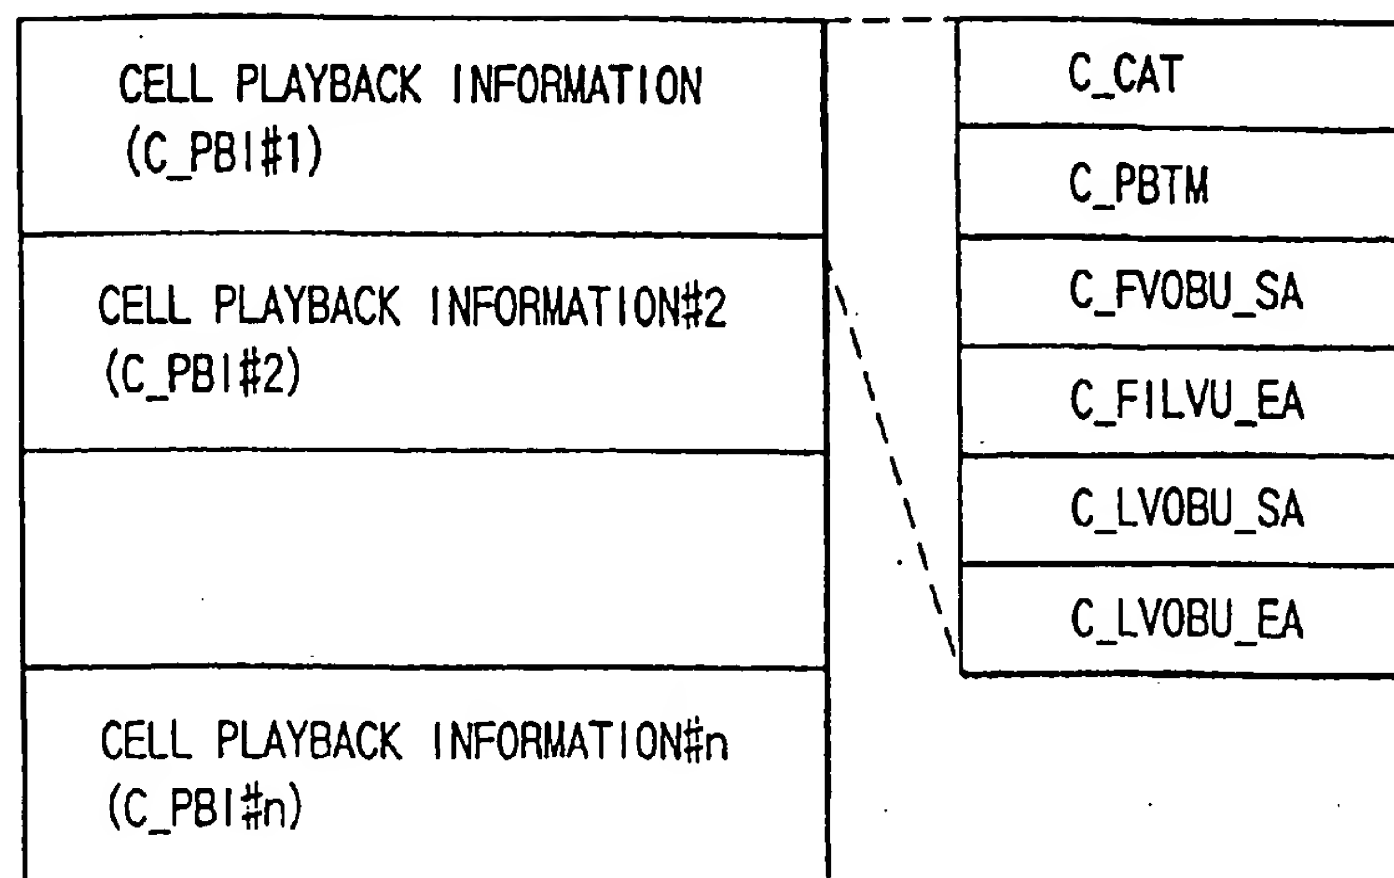 CELL PLAYBACK INFORMATION
(C_PBI#1)
CELL PLAYBACK INFORMATION#2
(C_PBI#2)
CELL PLAYBACK INFORMATION#n
(C_PBI#n)
C_CAT
C_PBTM
C_FVOBU_SA
C_FILVU_EA
C_LVOBU_SA
C_LVOBU_EA